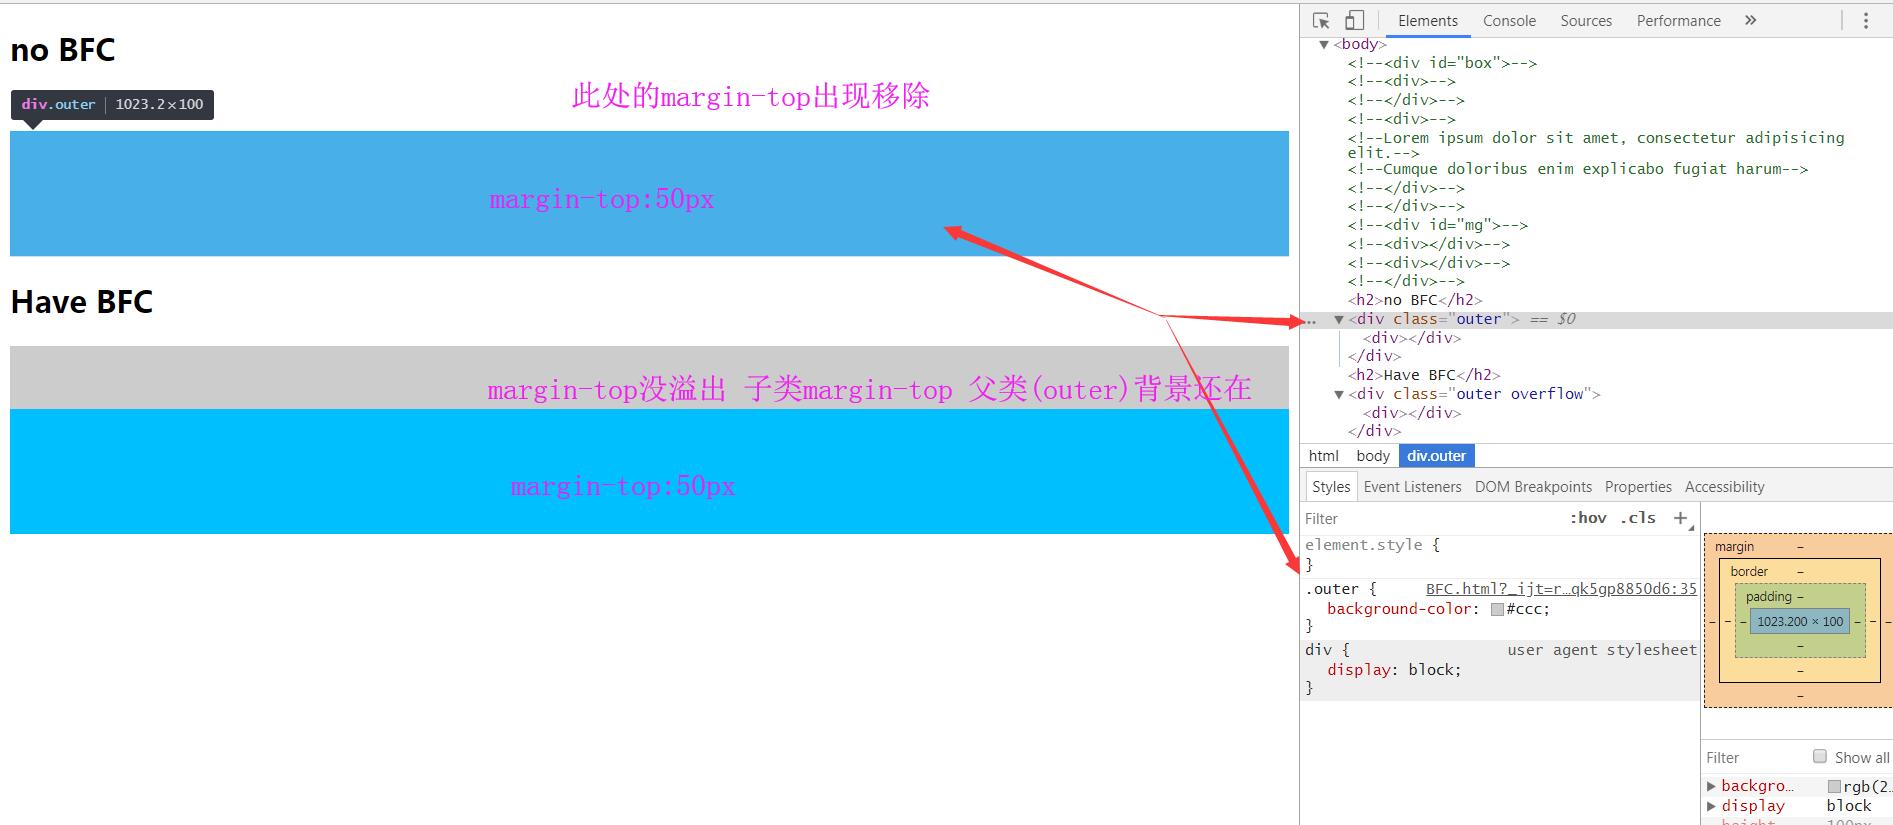 no BFC
此处的margin-top出现移除
div.outer | 1023.2×100
margin-top:50px
Have BFC
margin-top没溢出 子类margin-top 父类(outer)背景还在
margin-top:50px
Elements Console Sources Performance »
▼<body>
<!--<div id="box">-->
<!--<div>-->
<!--</div>-->
<!--<div>-->
<!--Lorem ipsum dolor sit amet, consectetur adipisicing
elit.-->
<!--Cumque doloribus enim explicabo fugiat harum-->
<!--</div>-->
<!--</div>-->
<!--<div id="mg">-->
<!--<div></div>-->
<!--<div></div>-->
<!--</div>-->
<h2>no BFC</h2>
▼<div class="outer"> == $0
<div></div>
</div>
<h2>Have BFC</h2>
▼<div class="outer overflow">
<div></div>
</div>
html body div.outer
Styles Event Listeners DOM Breakpoints Properties Accessibility
Filter :hov .cls +
element.style {
}
.outer { BFC.html?_ijt=r…qk5gp8850d6:35
background-color: #ccc;
}
div { user agent stylesheet
display: block;
}
margin –
border –
padding –
– – – 1023.200 × 100 – – –
–
–
–
Filter Show all
▶ backgro… rgb(2…
▶ display block
height 100px